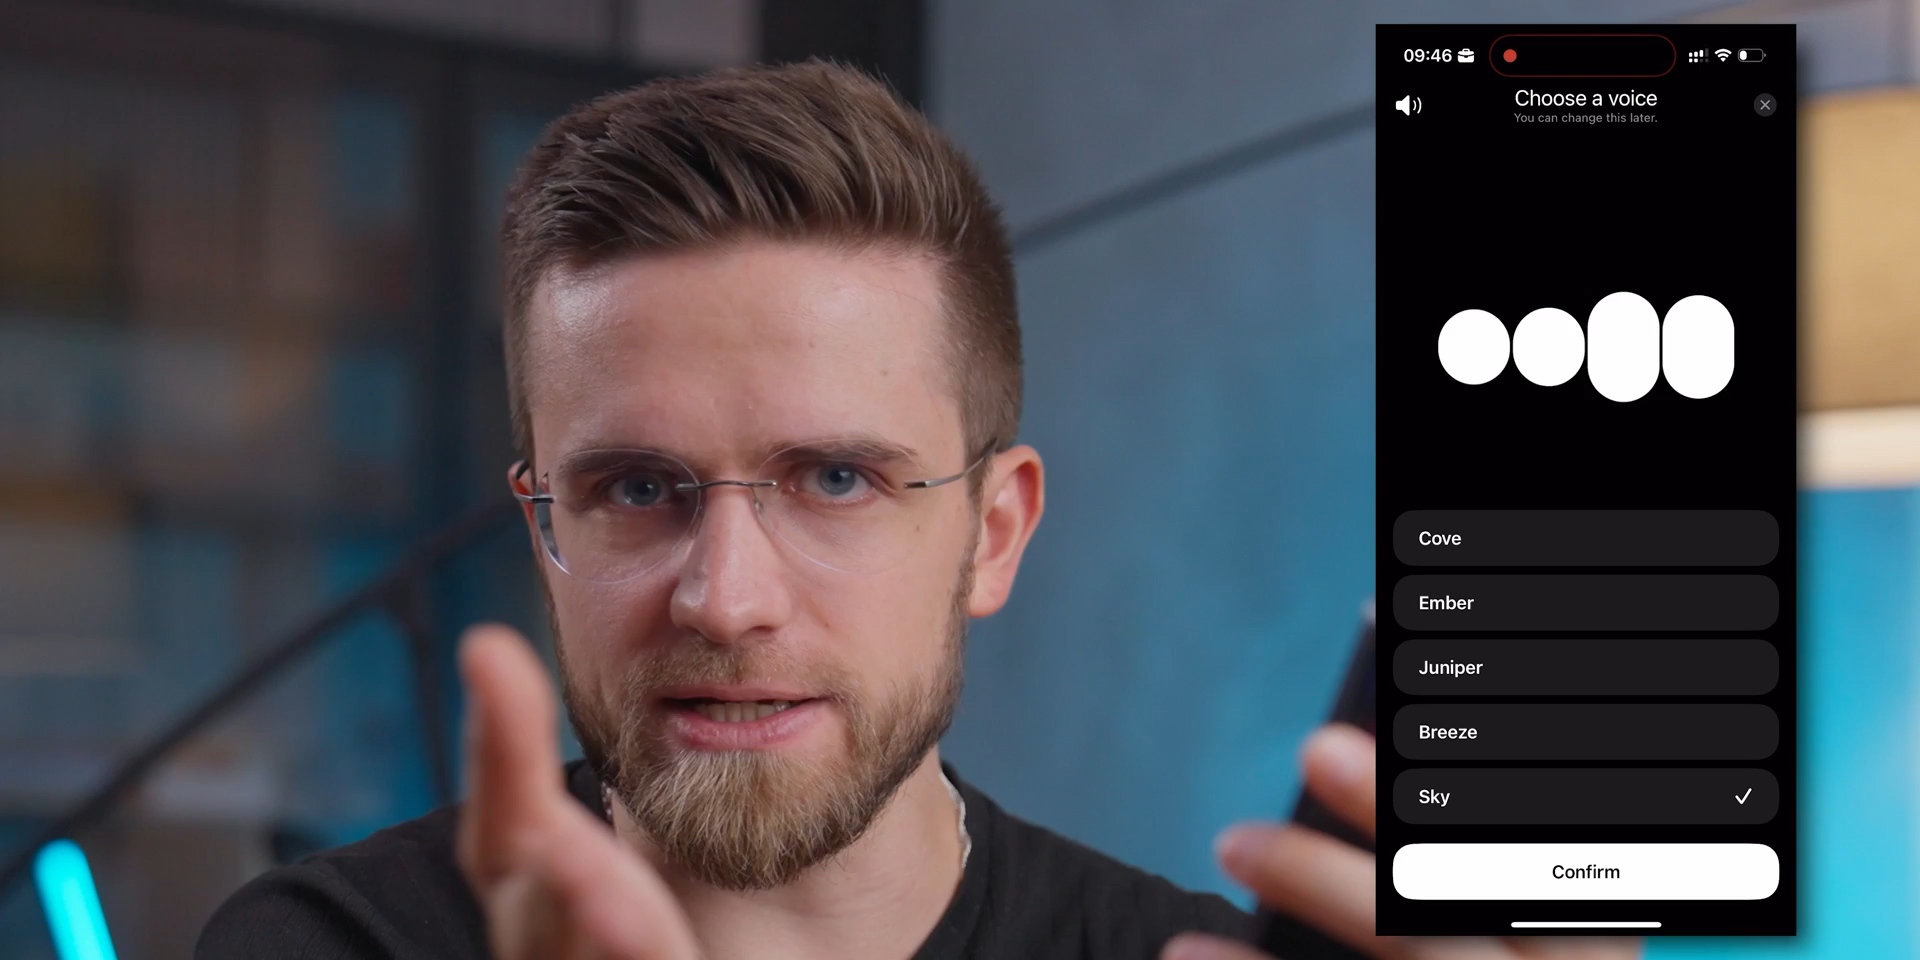 09:46
Choose a voice
You can change this later.
Cove
Ember
Juniper
Breeze
Sky
Confirm